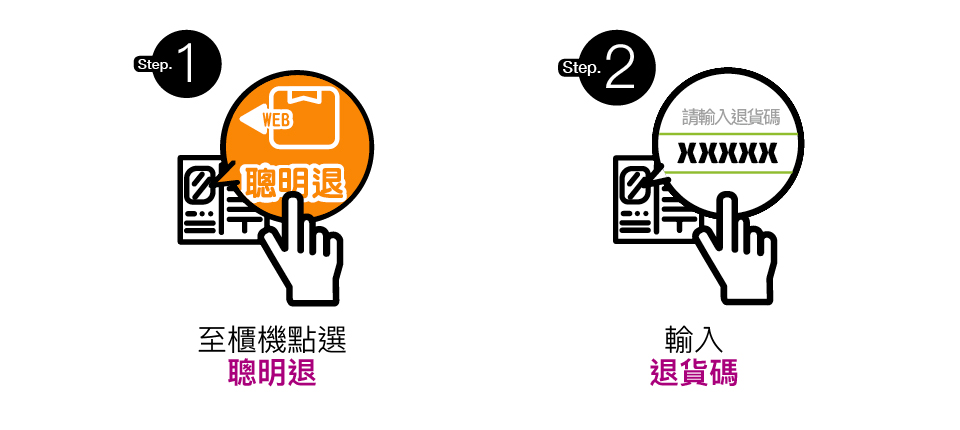 Step. 1
WEB
聰明退
至櫃機點選
聰明退
Step. 2
請輸入退貨碼
XXXXX
輸入
退貨碼